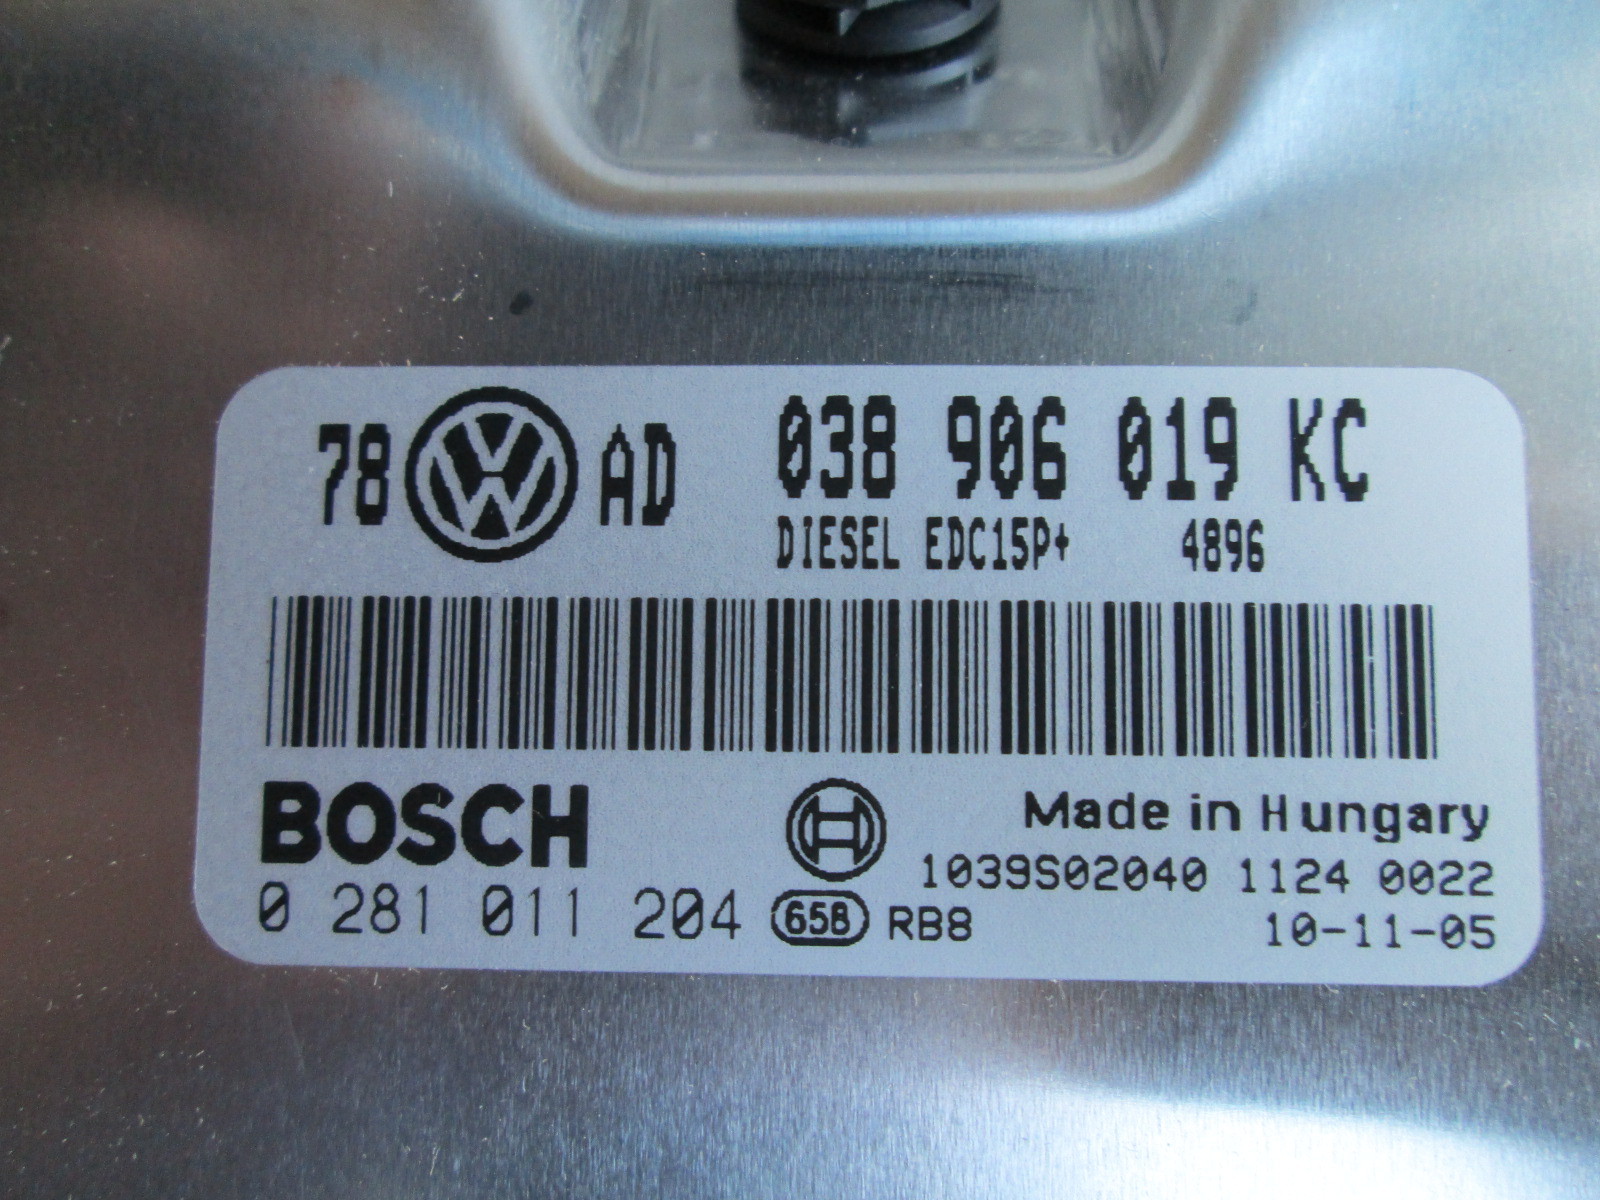 78 AD 038 906 019 KC
DIESEL EDC15P+ 4896
BOSCH
Made in Hungary
1039S02040 1124 0022
0 281 011 204 658 RB8 10-11-05